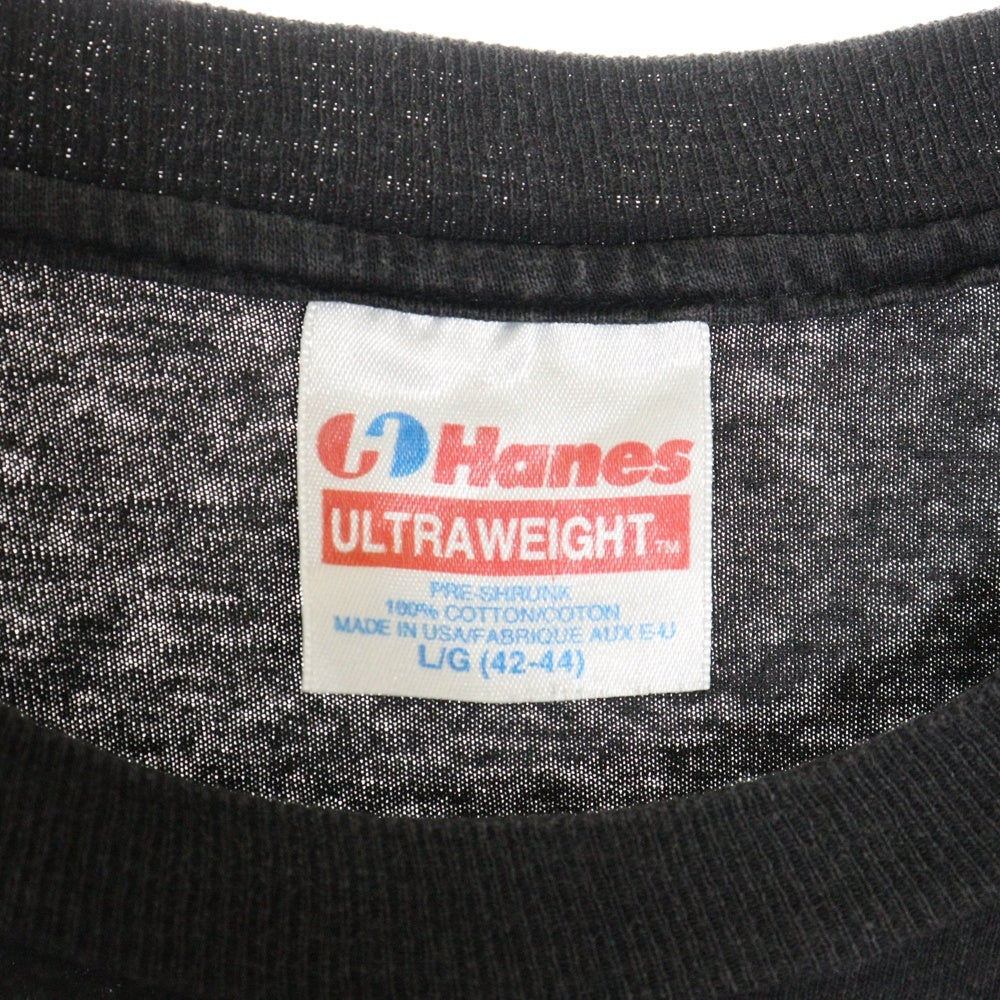 H Hanes
ULTRAWEIGHT™
PRE-SHRUNK
100% COTTON/COTON
MADE IN USA/FABRIQUE AUX E-U
L/G (42-44)